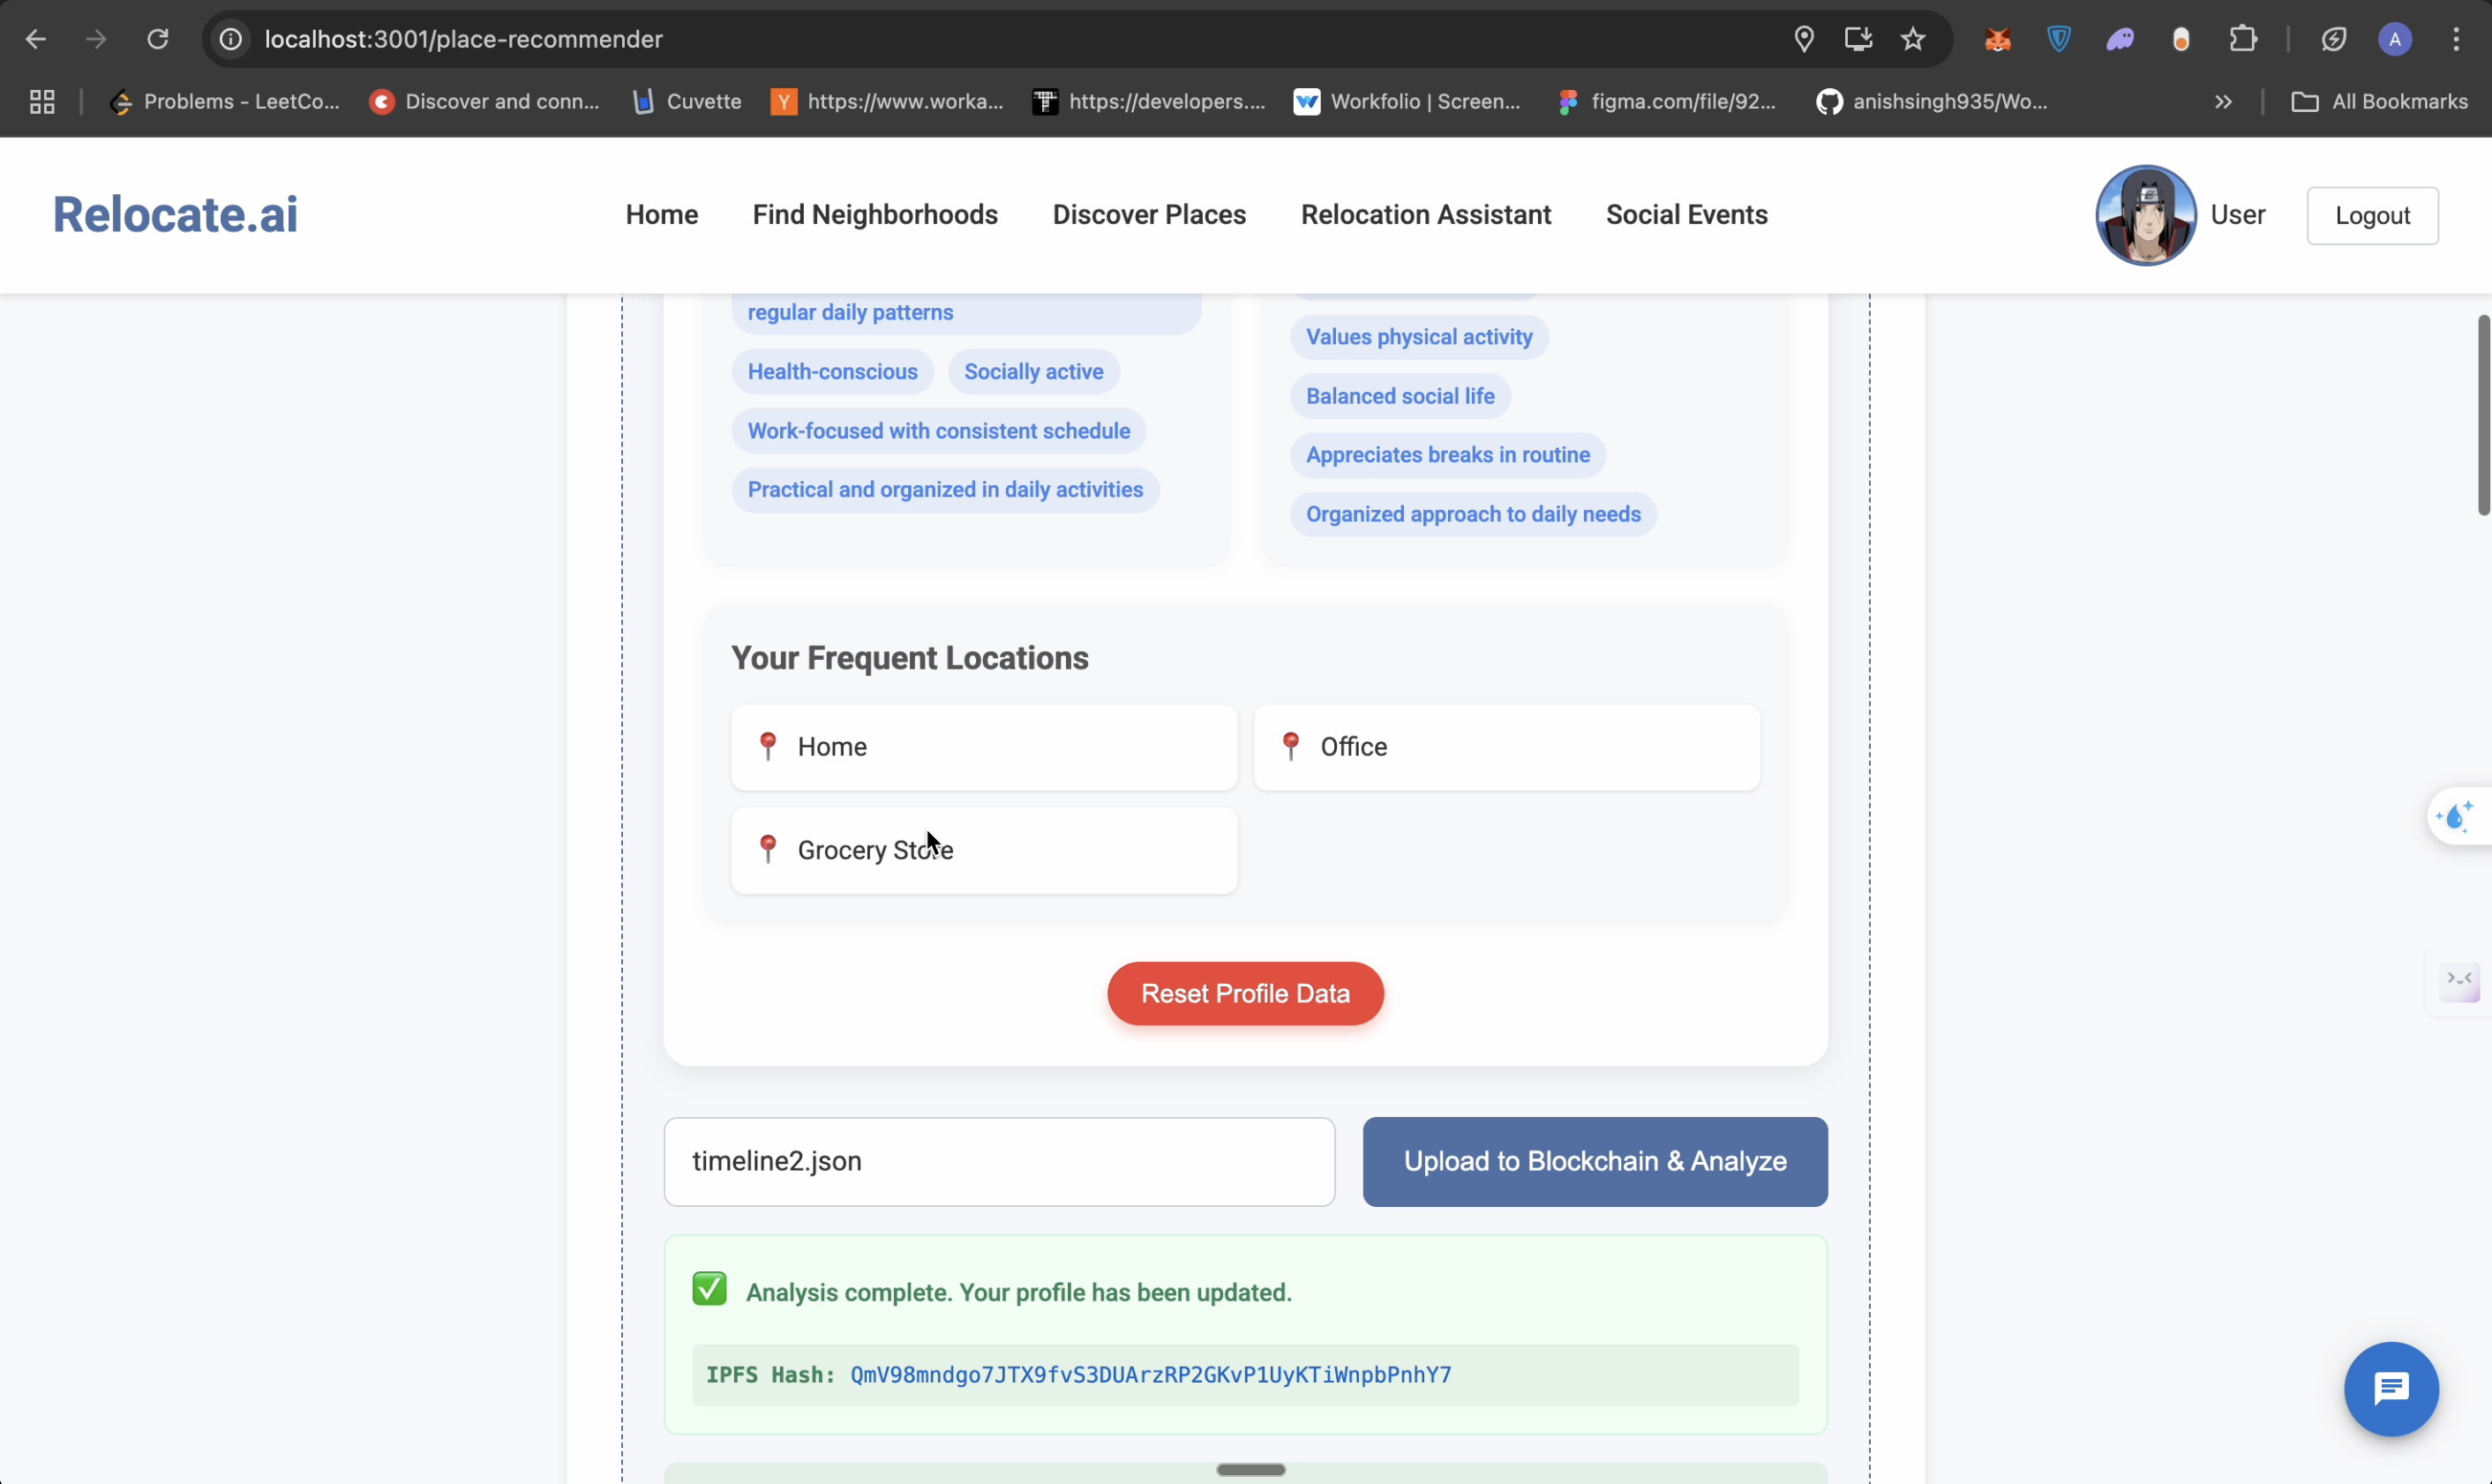 localhost:3001/place-recommender
A
Problems - LeetCo...
Discover and conn...
Cuvette
https://www.worka...
https://developers....
Workfolio | Screen...
figma.com/file/92...
anishsingh935/Wo...
All Bookmarks
Relocate.ai
Home
Find Neighborhoods
Discover Places
Relocation Assistant
Social Events
User
Logout
regular daily patterns
Health-conscious
Socially active
Work-focused with consistent schedule
Practical and organized in daily activities
Values physical activity
Balanced social life
Appreciates breaks in routine
Organized approach to daily needs
Your Frequent Locations
Home
Office
Grocery Store
Reset Profile Data
timeline2.json
Upload to Blockchain & Analyze
Analysis complete. Your profile has been updated.
IPFS Hash: QmV98mndgo7JTX9fvS3DUArzRP2GKvP1UyKTiWnpbPnhY7